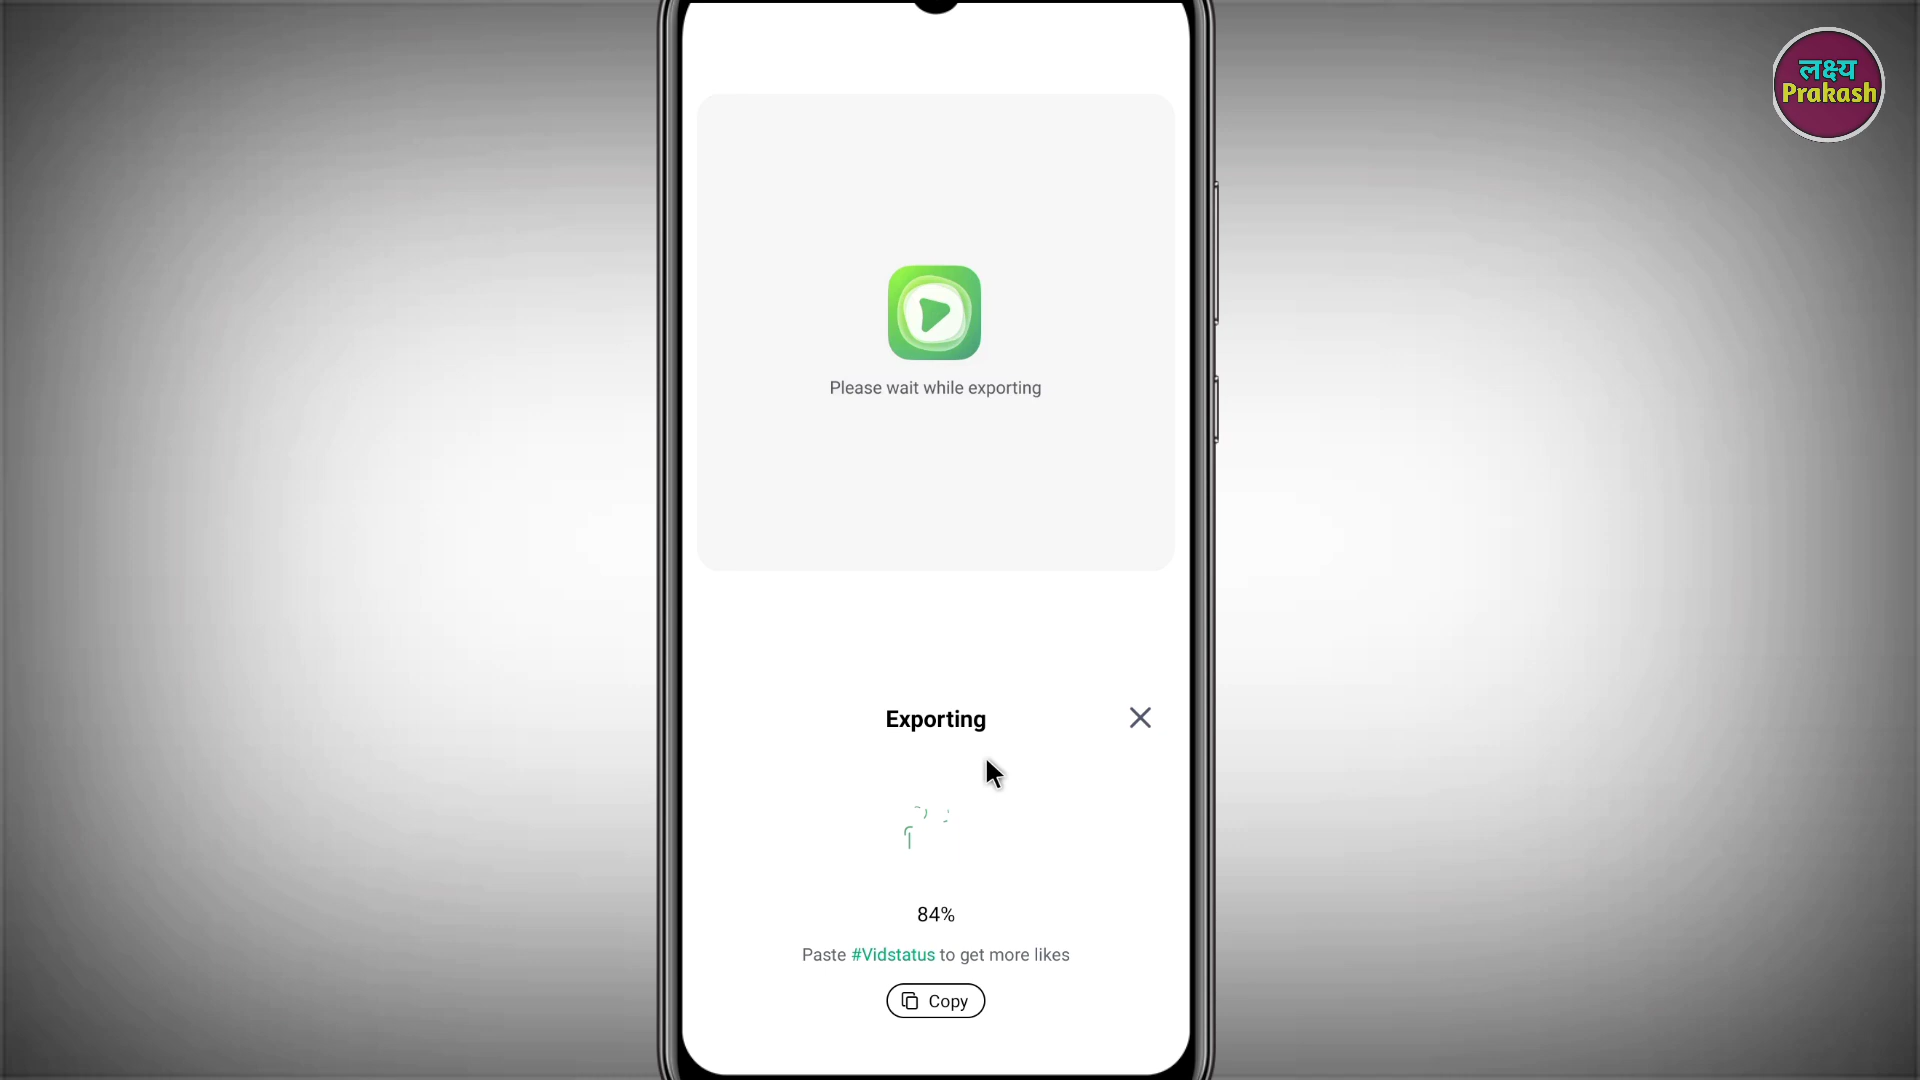 लक्ष्य
Prakash
Please wait while exporting
Exporting
84%
Paste #Vidstatus to get more likes
Copy